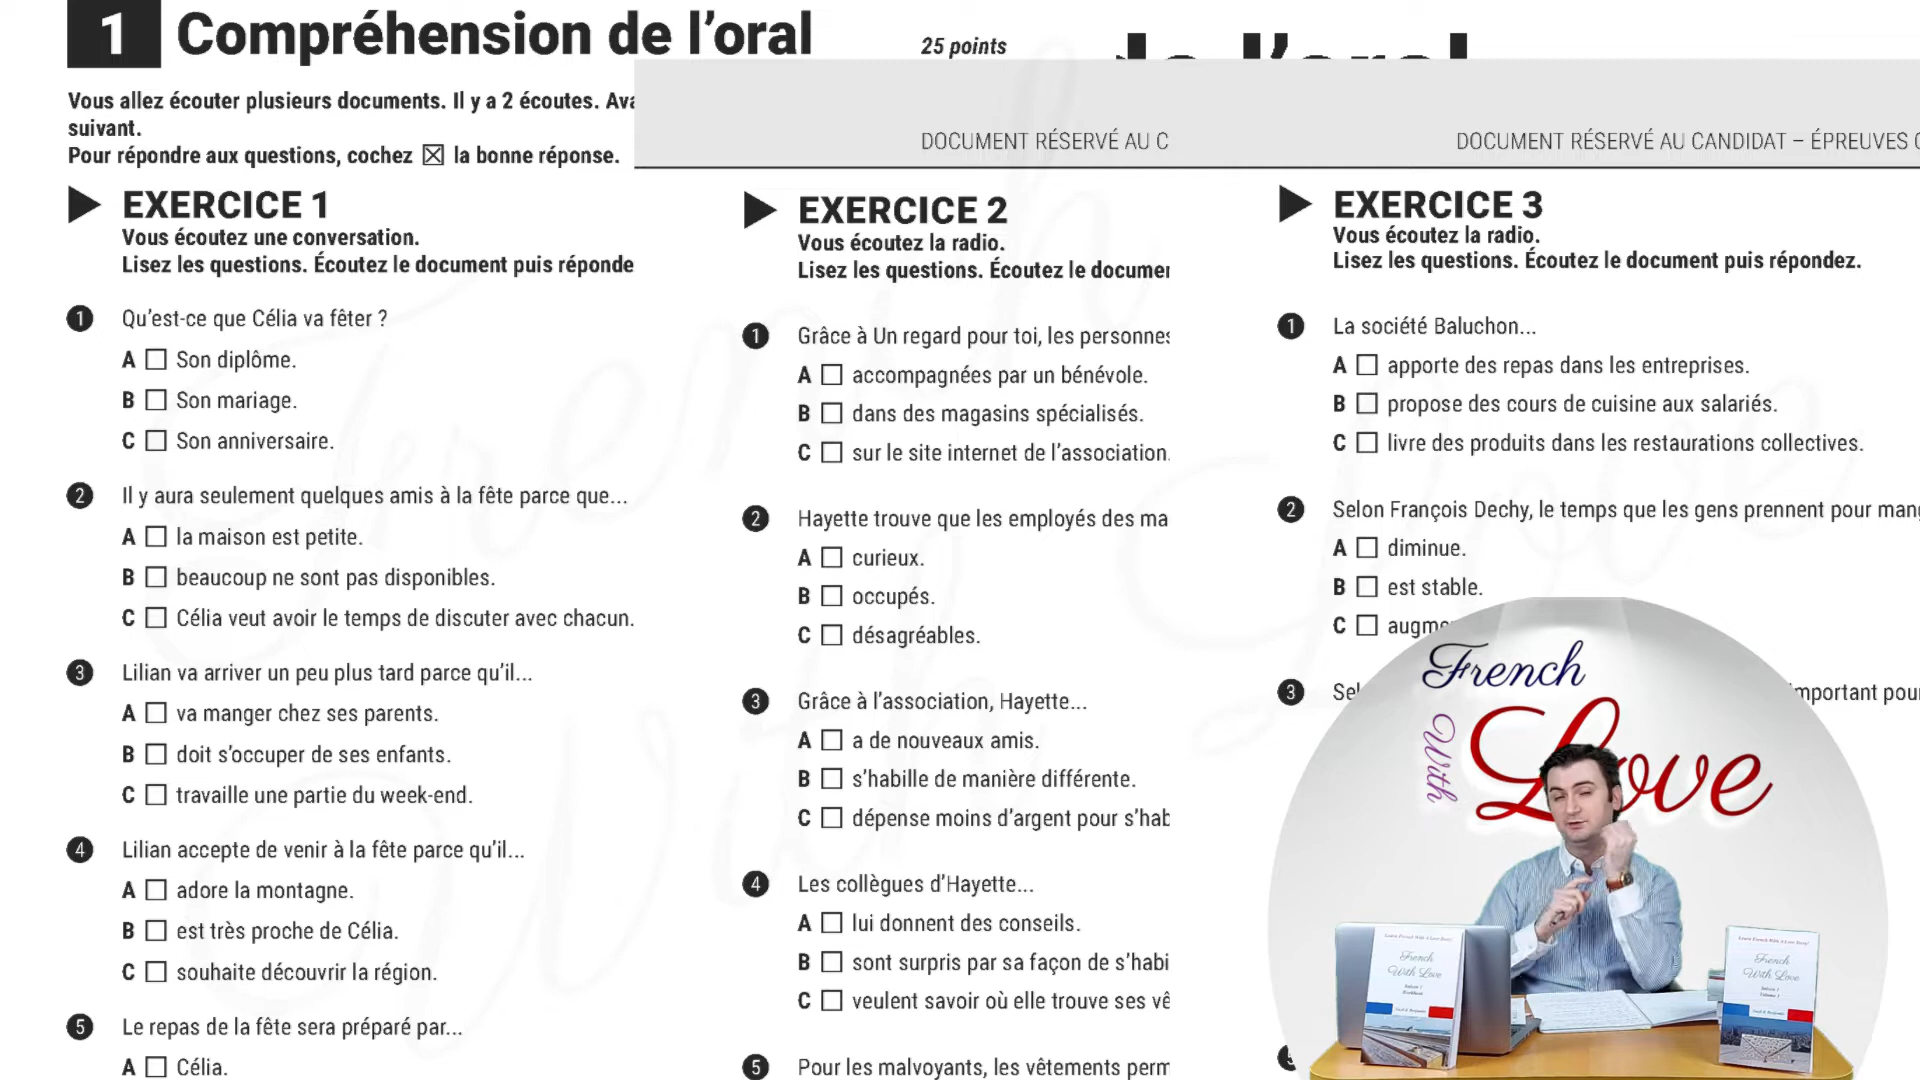 1 Compréhension de l'oral
25 points
Vous allez écouter plusieurs documents. Il y a 2 écoutes.
suivant.
Pour répondre aux questions, cochez ☒ la bonne réponse.
DOCUMENT RÉSERVÉ AU C
DOCUMENT RÉSERVÉ AU CANDIDAT – ÉPREUVES
EXERCICE 1
Vous écoutez une conversation.
Lisez les questions. Écoutez le document puis réponde
1 Qu'est-ce que Célia va fêter ?
A ☐ Son diplôme.
B ☐ Son mariage.
C ☐ Son anniversaire.
2 Il y aura seulement quelques amis à la fête parce que...
A ☐ la maison est petite.
B ☐ beaucoup ne sont pas disponibles.
C ☐ Célia veut avoir le temps de discuter avec chacun.
3 Lilian va arriver un peu plus tard parce qu'il...
A ☐ va manger chez ses parents.
B ☐ doit s'occuper de ses enfants.
C ☐ travaille une partie du week-end.
4 Lilian accepte de venir à la fête parce qu'il...
A ☐ adore la montagne.
B ☐ est très proche de Célia.
C ☐ souhaite découvrir la région.
5 Le repas de la fête sera préparé par...
A ☐ Célia.
EXERCICE 2
Vous écoutez la radio.
Lisez les questions. Écoutez le documen
1 Grâce à Un regard pour toi, les personnes
A ☐ accompagnées par un bénévole.
B ☐ dans des magasins spécialisés.
C ☐ sur le site internet de l'association.
2 Hayette trouve que les employés des ma
A ☐ curieux.
B ☐ occupés.
C ☐ désagréables.
3 Grâce à l'association, Hayette...
A ☐ a de nouveaux amis.
B ☐ s'habille de manière différente.
C ☐ dépense moins d'argent pour s'hab
4 Les collègues d'Hayette...
A ☐ lui donnent des conseils.
B ☐ sont surpris par sa façon de s'habi
C ☐ veulent savoir où elle trouve ses vê
5 Pour les malvoyants, les vêtements perm
EXERCICE 3
Vous écoutez la radio.
Lisez les questions. Écoutez le document puis répondez.
1 La société Baluchon...
A ☐ apporte des repas dans les entreprises.
B ☐ propose des cours de cuisine aux salariés.
C ☐ livre des produits dans les restaurations collectives.
2 Selon François Dechy, le temps que les gens prennent pour mang
A ☐ diminue.
B ☐ est stable.
C ☐ augme
3 Sel
important pour
French
With
Love
French
With Love
French
With Love